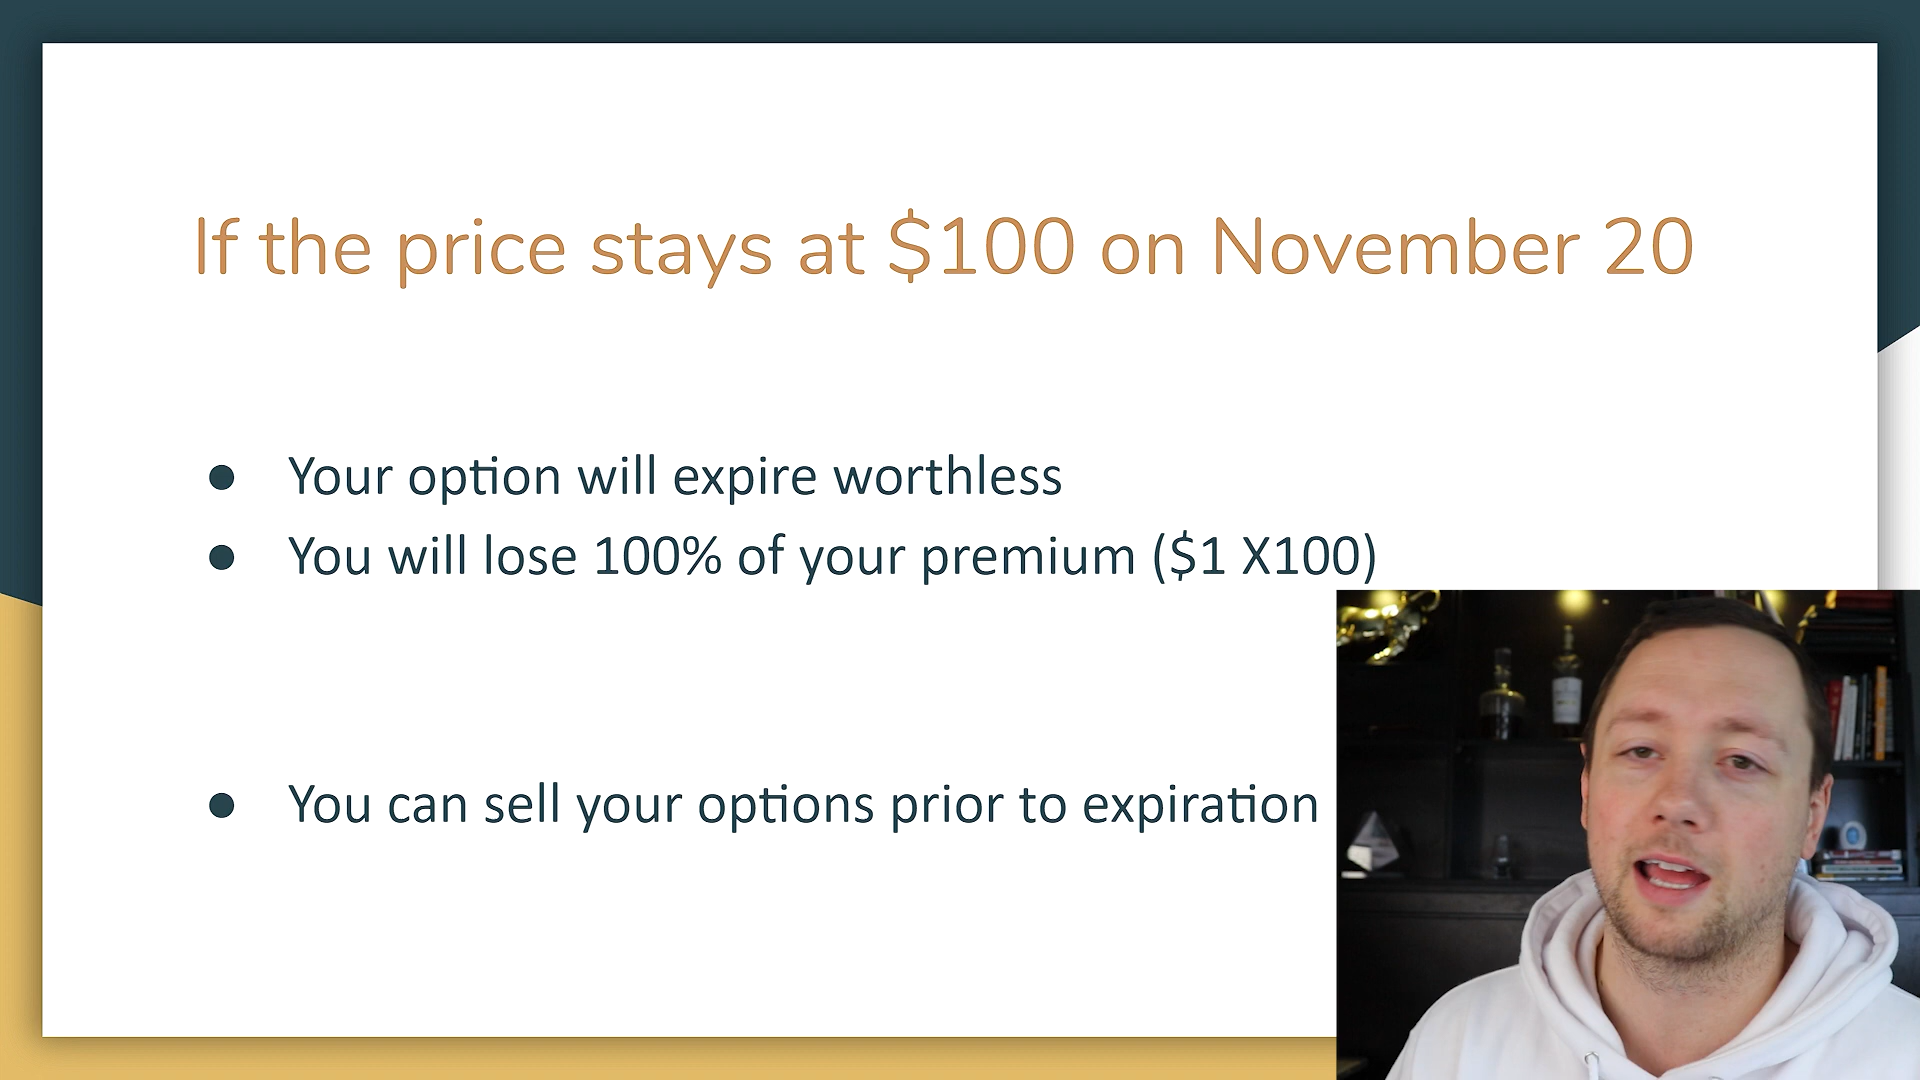 If the price stays at $100 on November 20
● Your option will expire worthless
● You will lose 100% of your premium ($1 X100)
● You can sell your options prior to expiration